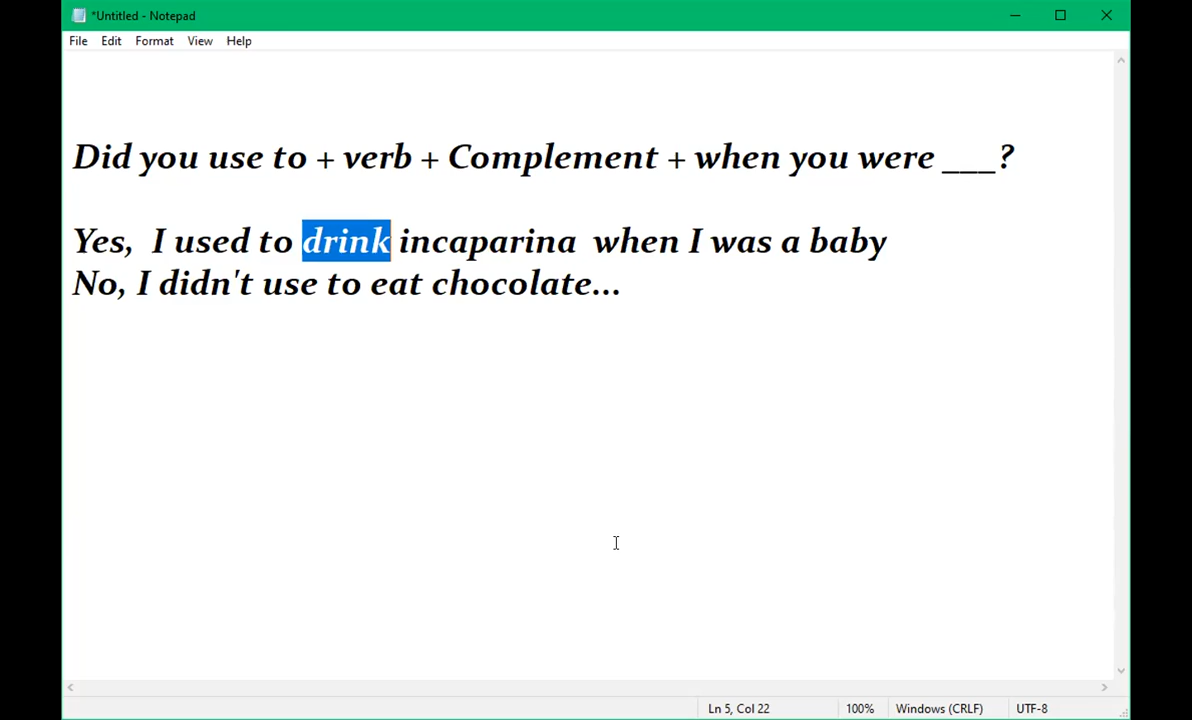 *Untitled - Notepad
File Edit Format View Help
Did you use to + verb + Complement + when you were ___?
Yes,  I used to drink incaparina  when I was a baby
No, I didn't use to eat chocolate...
Ln 5, Col 22 100% Windows (CRLF) UTF-8